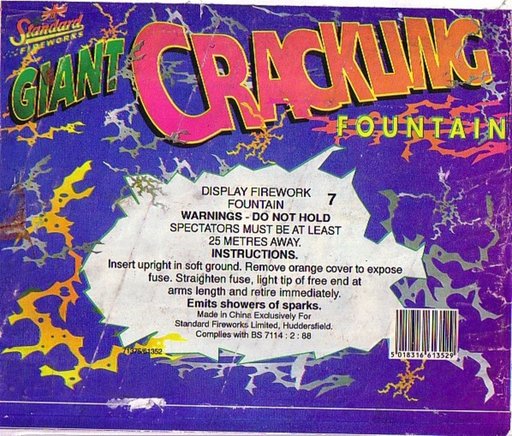 Standard
FIREWORKS
GIANT CRACKLING
FOUNTAIN
DISPLAY FIREWORK 7
FOUNTAIN
WARNINGS - DO NOT HOLD
SPECTATORS MUST BE AT LEAST
25 METRES AWAY.
INSTRUCTIONS.
Insert upright in soft ground. Remove orange cover to expose
fuse. Straighten fuse, light tip of free end at
arms length and retire immediately.
Emits showers of sparks.
Made in China Exclusively For
Standard Fireworks Limited, Huddersfield.
Complies with BS 7114 : 2 : 88
5 018316 613529